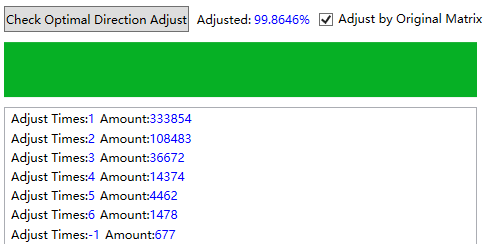 Check Optimal Direction Adjust Adjusted: 99.8646% Adjust by Original Matrix
Adjust Times:1 Amount:333854
Adjust Times:2 Amount:108483
Adjust Times:3 Amount:36672
Adjust Times:4 Amount:14374
Adjust Times:5 Amount:4462
Adjust Times:6 Amount:1478
Adjust Times:-1 Amount:677